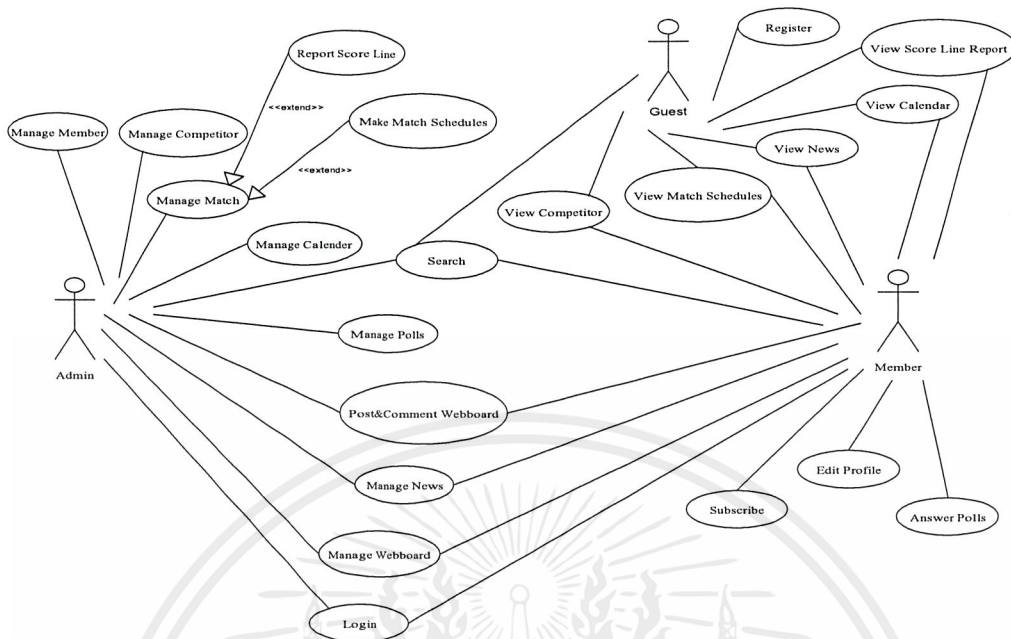 Report Score Line
Register
View Score Line Report
<<extend>>
Guest
View Calendar
Manage Member
Manage Competitor
Make Match Schedules
View News
<<extend>>
Manage Match
View Match Schedules
View Competitor
Manage Calender
Search
Manage Polls
Admin
Member
Post&Comment Webboard
Edit Profile
Manage News
Subscribe
Answer Polls
Manage Webboard
Login